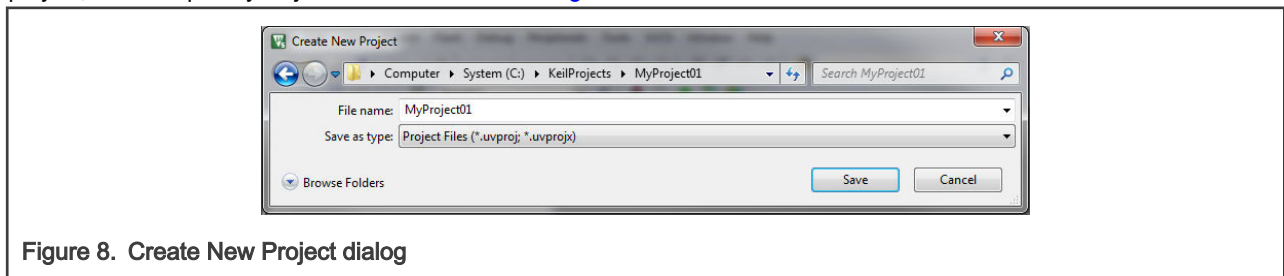 Create New Project
Computer ▸ System (C:) ▸ KeilProjects ▸ MyProject01
Search MyProject01
File name: MyProject01
Save as type: Project Files (*.uvproj; *.uvprojx)
Browse Folders
Save
Cancel
Figure 8. Create New Project dialog